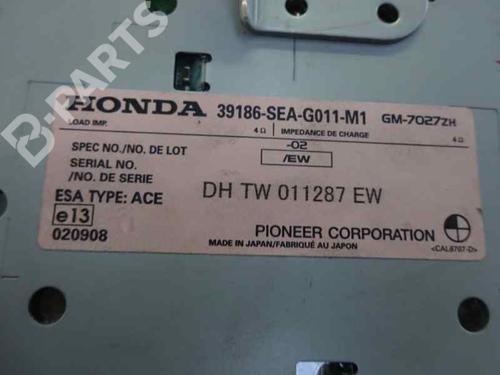 B-PARTS
HONDA 39186-SEA-G011-M1 GM-7027ZH
LOAD IMP. 4Ω IMPEDANCE DE CHARGE 4Ω
SPEC NO./NO. DE LOT -02
SERIAL NO. /EW
/NO. DE SERIE DH TW 011287 EW
ESA TYPE: ACE
e13
020908 PIONEER CORPORATION
MADE IN JAPAN/FABRIQUÉ AU JAPON <CAL8707-D>